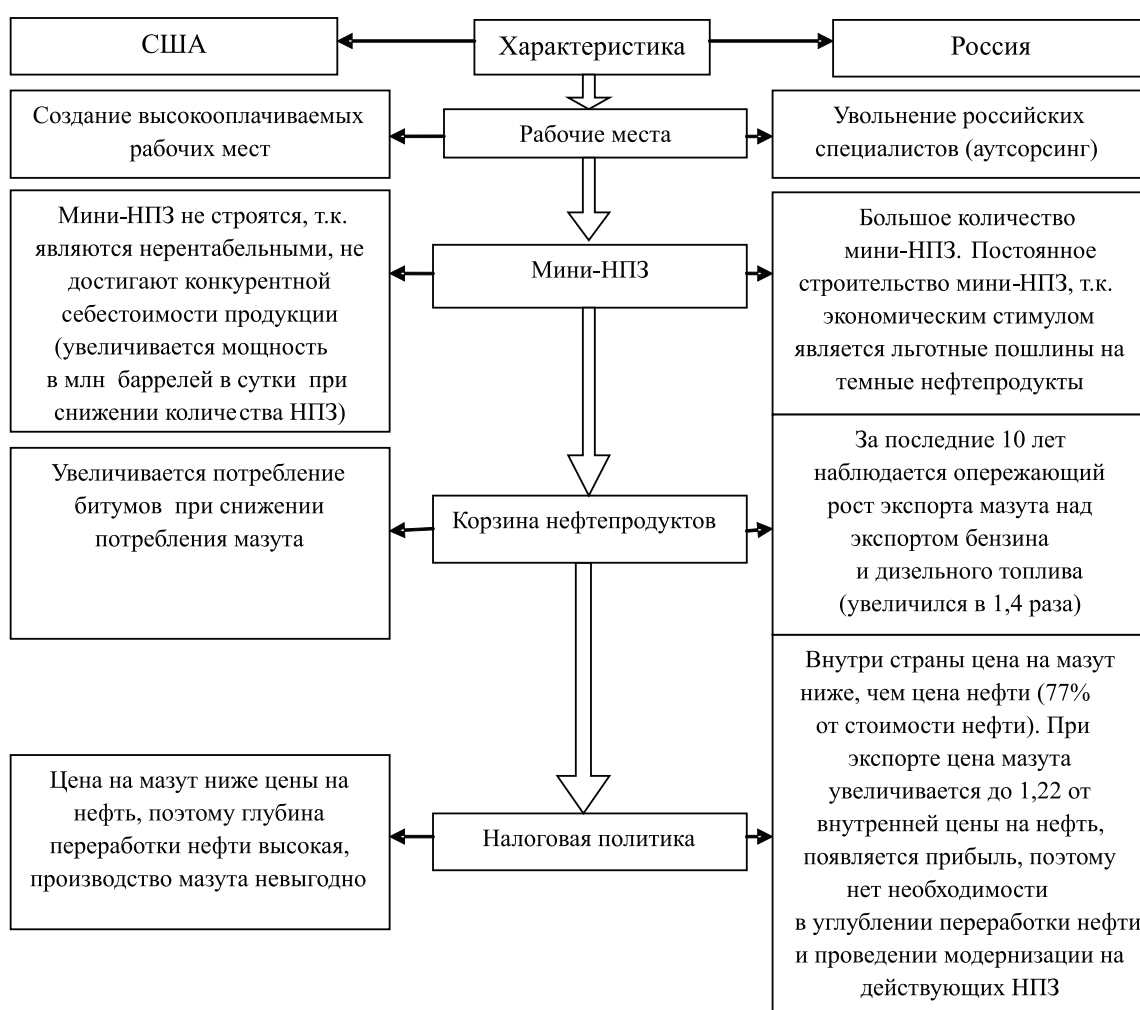 США
Характеристика
Россия
Создание высокооплачиваемых
рабочих мест
Рабочие места
Увольнение российских
специалистов (аутсорсинг)
Мини-НПЗ не строятся, т.к.
являются нерентабельными, не
достигают конкурентной
себестоимости продукции
(увеличивается мощность
в млн баррелей в сутки при
снижении количества НПЗ)
Мини-НПЗ
Большое количество
мини-НПЗ. Постоянное
строительство мини-НПЗ, т.к.
экономическим стимулом
является льготные пошлины на
темные нефтепродукты
Увеличивается потребление
битумов при снижении
потребления мазута
Корзина нефтепродуктов
За последние 10 лет
наблюдается опережающий
рост экспорта мазута над
экспортом бензина
и дизельного топлива
(увеличился в 1,4 раза)
Цена на мазут ниже цены на
нефть, поэтому глубина
переработки нефти высокая,
производство мазута невыгодно
Налоговая политика
Внутри страны цена на мазут
ниже, чем цена нефти (77%
от стоимости нефти). При
экспорте цена мазута
увеличивается до 1,22 от
внутренней цены на нефть,
появляется прибыль, поэтому
нет необходимости
в углублении переработки нефти
и проведении модернизации на
действующих НПЗ